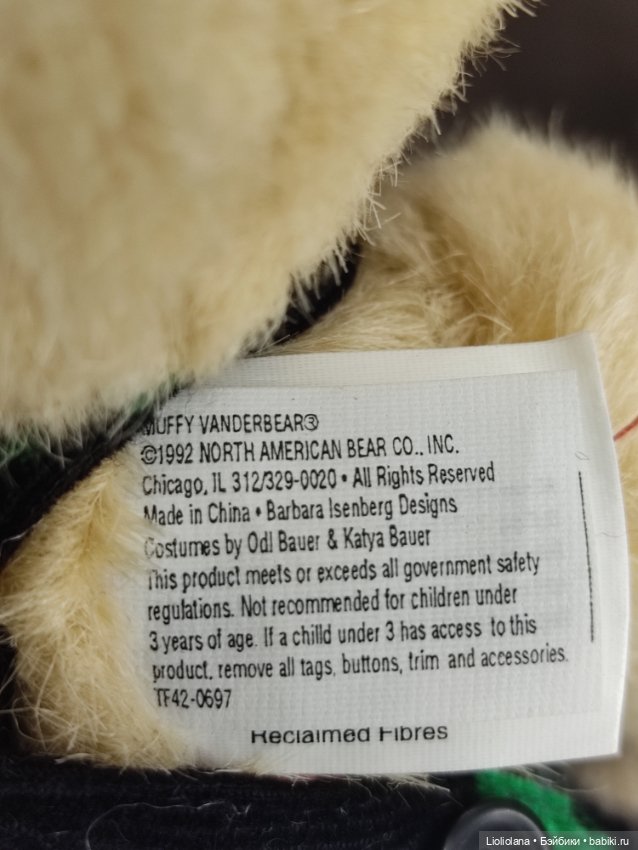 MUFFY VANDERBEAR®
©1992 NORTH AMERICAN BEAR CO., INC.
Chicago, IL 312/329-0020 • All Rights Reserved
Made in China • Barbara Isenberg Designs
Costumes by Odl Bauer & Katya Bauer
This product meets or exceeds all government safety
regulations. Not recommended for children under
3 years of age. If a chilld under 3 has access to this
product, remove all tags, buttons, trim and accessories.
TF42-0697
Reclaimed Fibres
Lioliolana • Бэйбики • babiki.ru